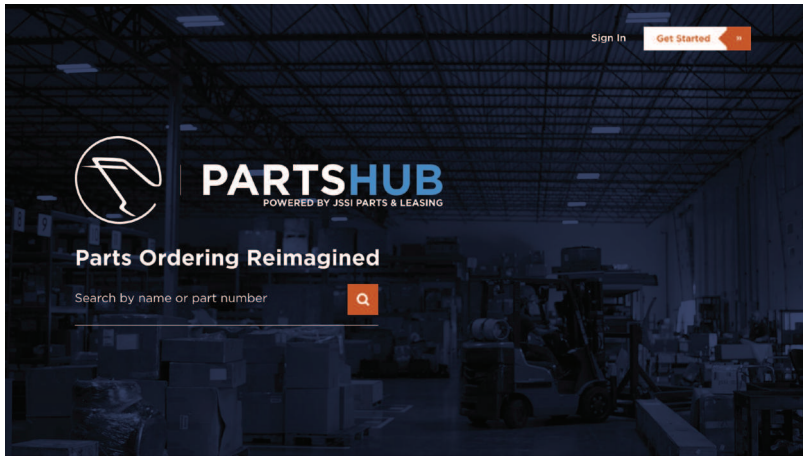 Sign In
Get Started »
PARTSHUB
POWERED BY JSSI PARTS & LEASING
Parts Ordering Reimagined
Search by name or part number
9